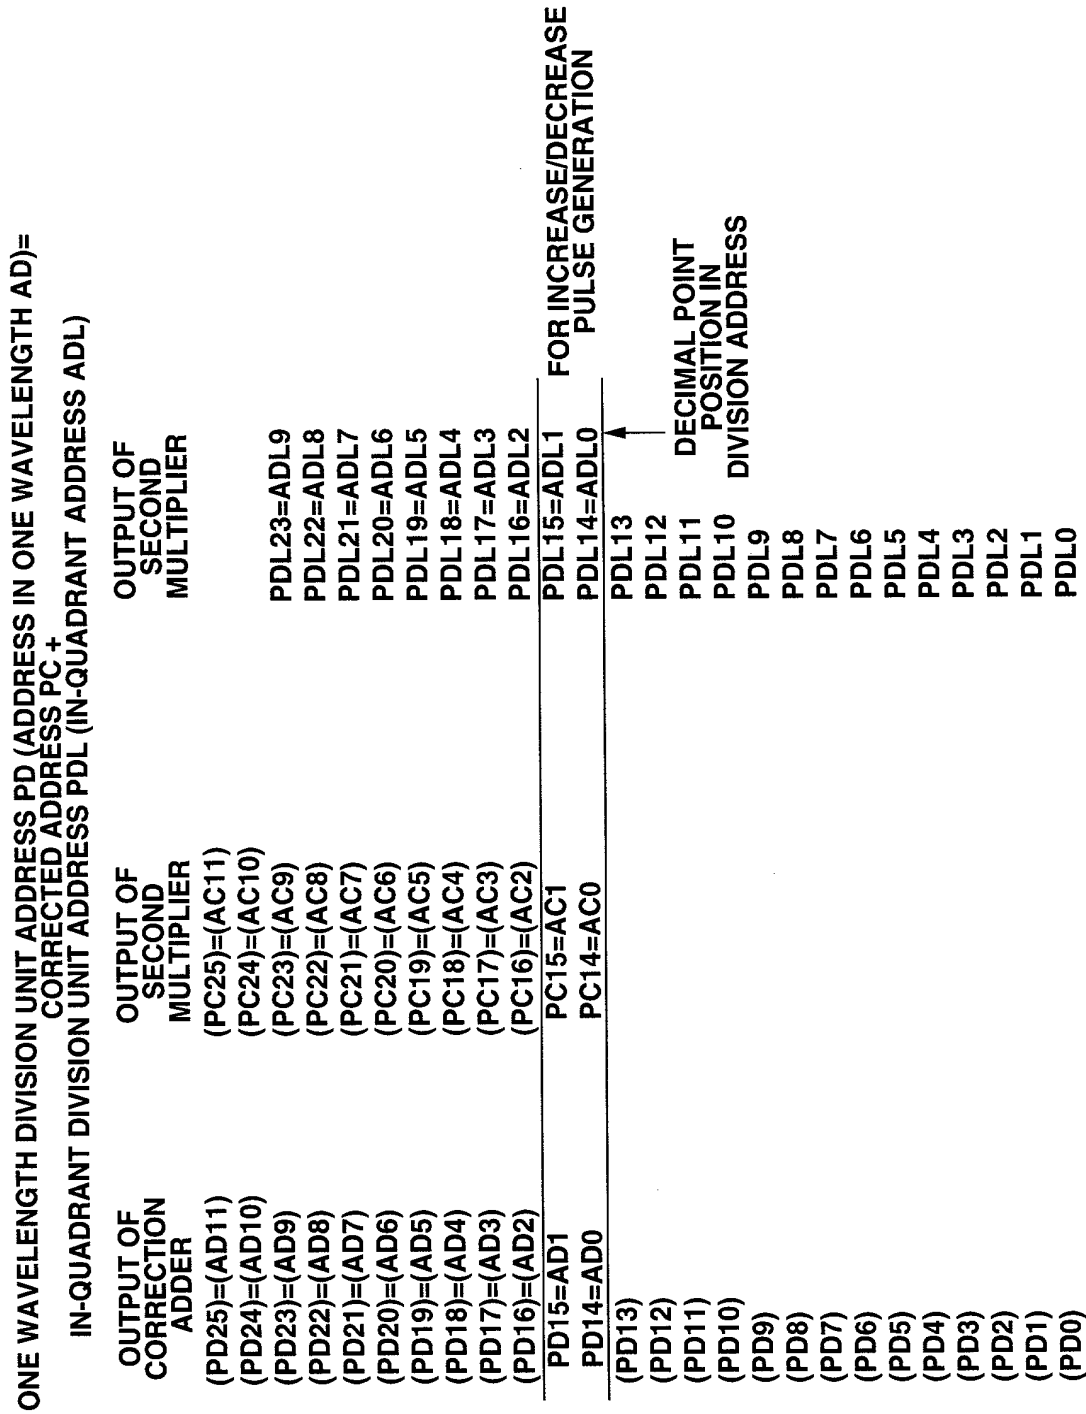 ONE WAVELENGTH DIVISION UNIT ADDRESS PD (ADDRESS IN ONE WAVELENGTH AD)=
CORRECTED ADDRESS PC +
IN-QUADRANT DIVISION UNIT ADDRESS PDL (IN-QUADRANT ADDRESS ADL)
OUTPUT OF
CORRECTION
ADDER
(PD25)=(AD11)
(PD24)=(AD10)
(PD23)=(AD9)
(PD22)=(AD8)
(PD21)=(AD7)
(PD20)=(AD6)
(PD19)=(AD5)
(PD18)=(AD4)
(PD17)=(AD3)
(PD16)=(AD2)
PD15=AD1
PD14=AD0
(PD13)
(PD12)
(PD11)
(PD10)
(PD9)
(PD8)
(PD7)
(PD6)
(PD5)
(PD4)
(PD3)
(PD2)
(PD1)
(PD0)
OUTPUT OF
SECOND
MULTIPLIER
(PC25)=(AC11)
(PC24)=(AC10)
(PC23)=(AC9)
(PC22)=(AC8)
(PC21)=(AC7)
(PC20)=(AC6)
(PC19)=(AC5)
(PC18)=(AC4)
(PC17)=(AC3)
(PC16)=(AC2)
PC15=AC1
PC14=AC0
OUTPUT OF
SECOND
MULTIPLIER
PDL23=ADL9
PDL22=ADL8
PDL21=ADL7
PDL20=ADL6
PDL19=ADL5
PDL18=ADL4
PDL17=ADL3
PDL16=ADL2
PDL15=ADL1
PDL14=ADL0
PDL13
PDL12
PDL11
PDL10
PDL9
PDL8
PDL7
PDL6
PDL5
PDL4
PDL3
PDL2
PDL1
PDL0
FOR INCREASE/DECREASE
PULSE GENERATION
DECIMAL POINT
POSITION IN
DIVISION ADDRESS